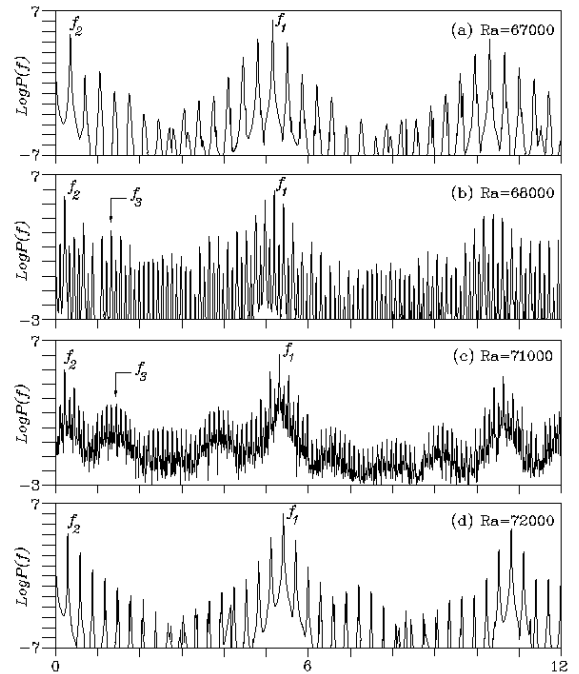 7
f2
f1
(a) Ra=67000
LogP(f)
-7
7
f2
f3
f1
(b) Ra=68000
LogP(f)
-3
7
f2
f3
f1
(c) Ra=71000
LogP(f)
-3
7
f2
f1
(d) Ra=72000
LogP(f)
-7
0
6
12